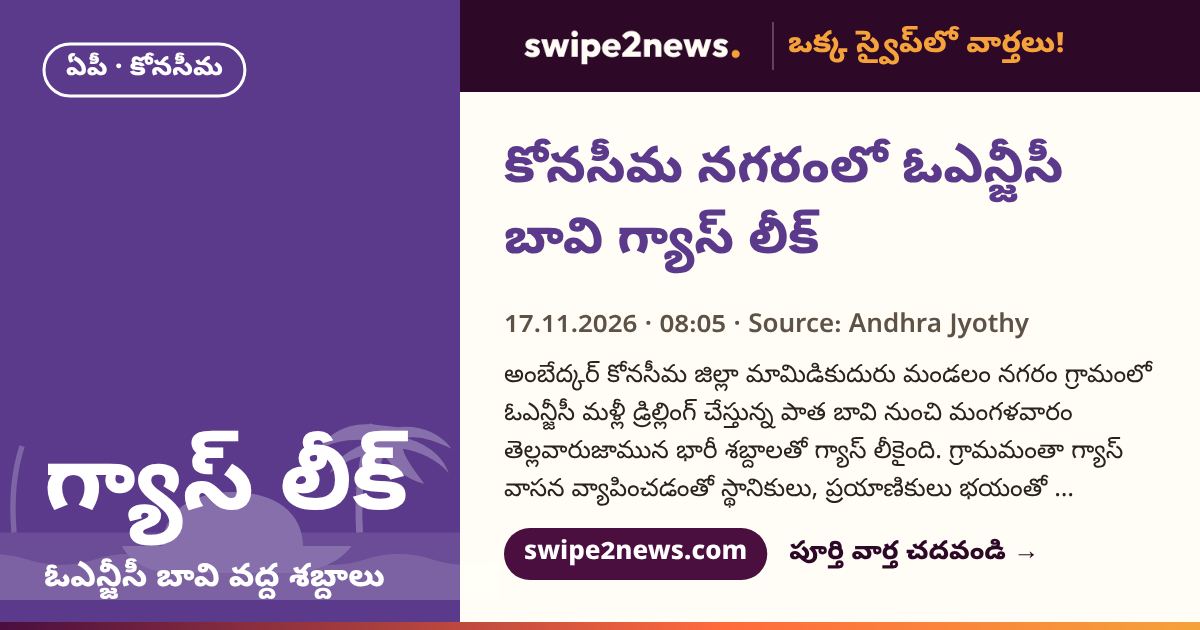 ఏపీ · కోనసీమ
గ్యాస్ లీక్
ఓఎన్జీసీ బావి వద్ద శబ్దాలు
swipe2news.
ఒక్క స్వైప్‌లో వార్తలు!
కోనసీమ నగరంలో ఓఎన్జీసీ
బావి గ్యాస్ లీక్
17.11.2026 · 08:05 · Source: Andhra Jyothy
అంబేద్కర్ కోనసీమ జిల్లా మామిడికుదురు మండలం నగరం గ్రామంలో
ఓఎన్జీసీ మళ్లీ డ్రిల్లింగ్ చేస్తున్న పాత బావి నుంచి మంగళవారం
తెల్లవారుజామున భారీ శబ్దాలతో గ్యాస్ లీకైంది. గ్రామమంతా గ్యాస్
వాసన వ్యాపించడంతో స్థానికులు, ప్రయాణికులు భయంతో ...
swipe2news.com
పూర్తి వార్త చదవండి →